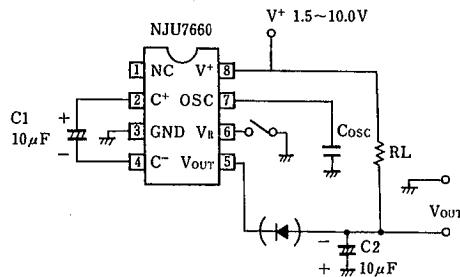 V⁺ 1.5~10.0V
NJU7660
1 NC V⁺ 8
2 C⁺ OSC 7
3 GND VR 6
4 C⁻ VOUT 5
C1
10μF
+
−
COSC
RL
VOUT
−
C2
+
10μF